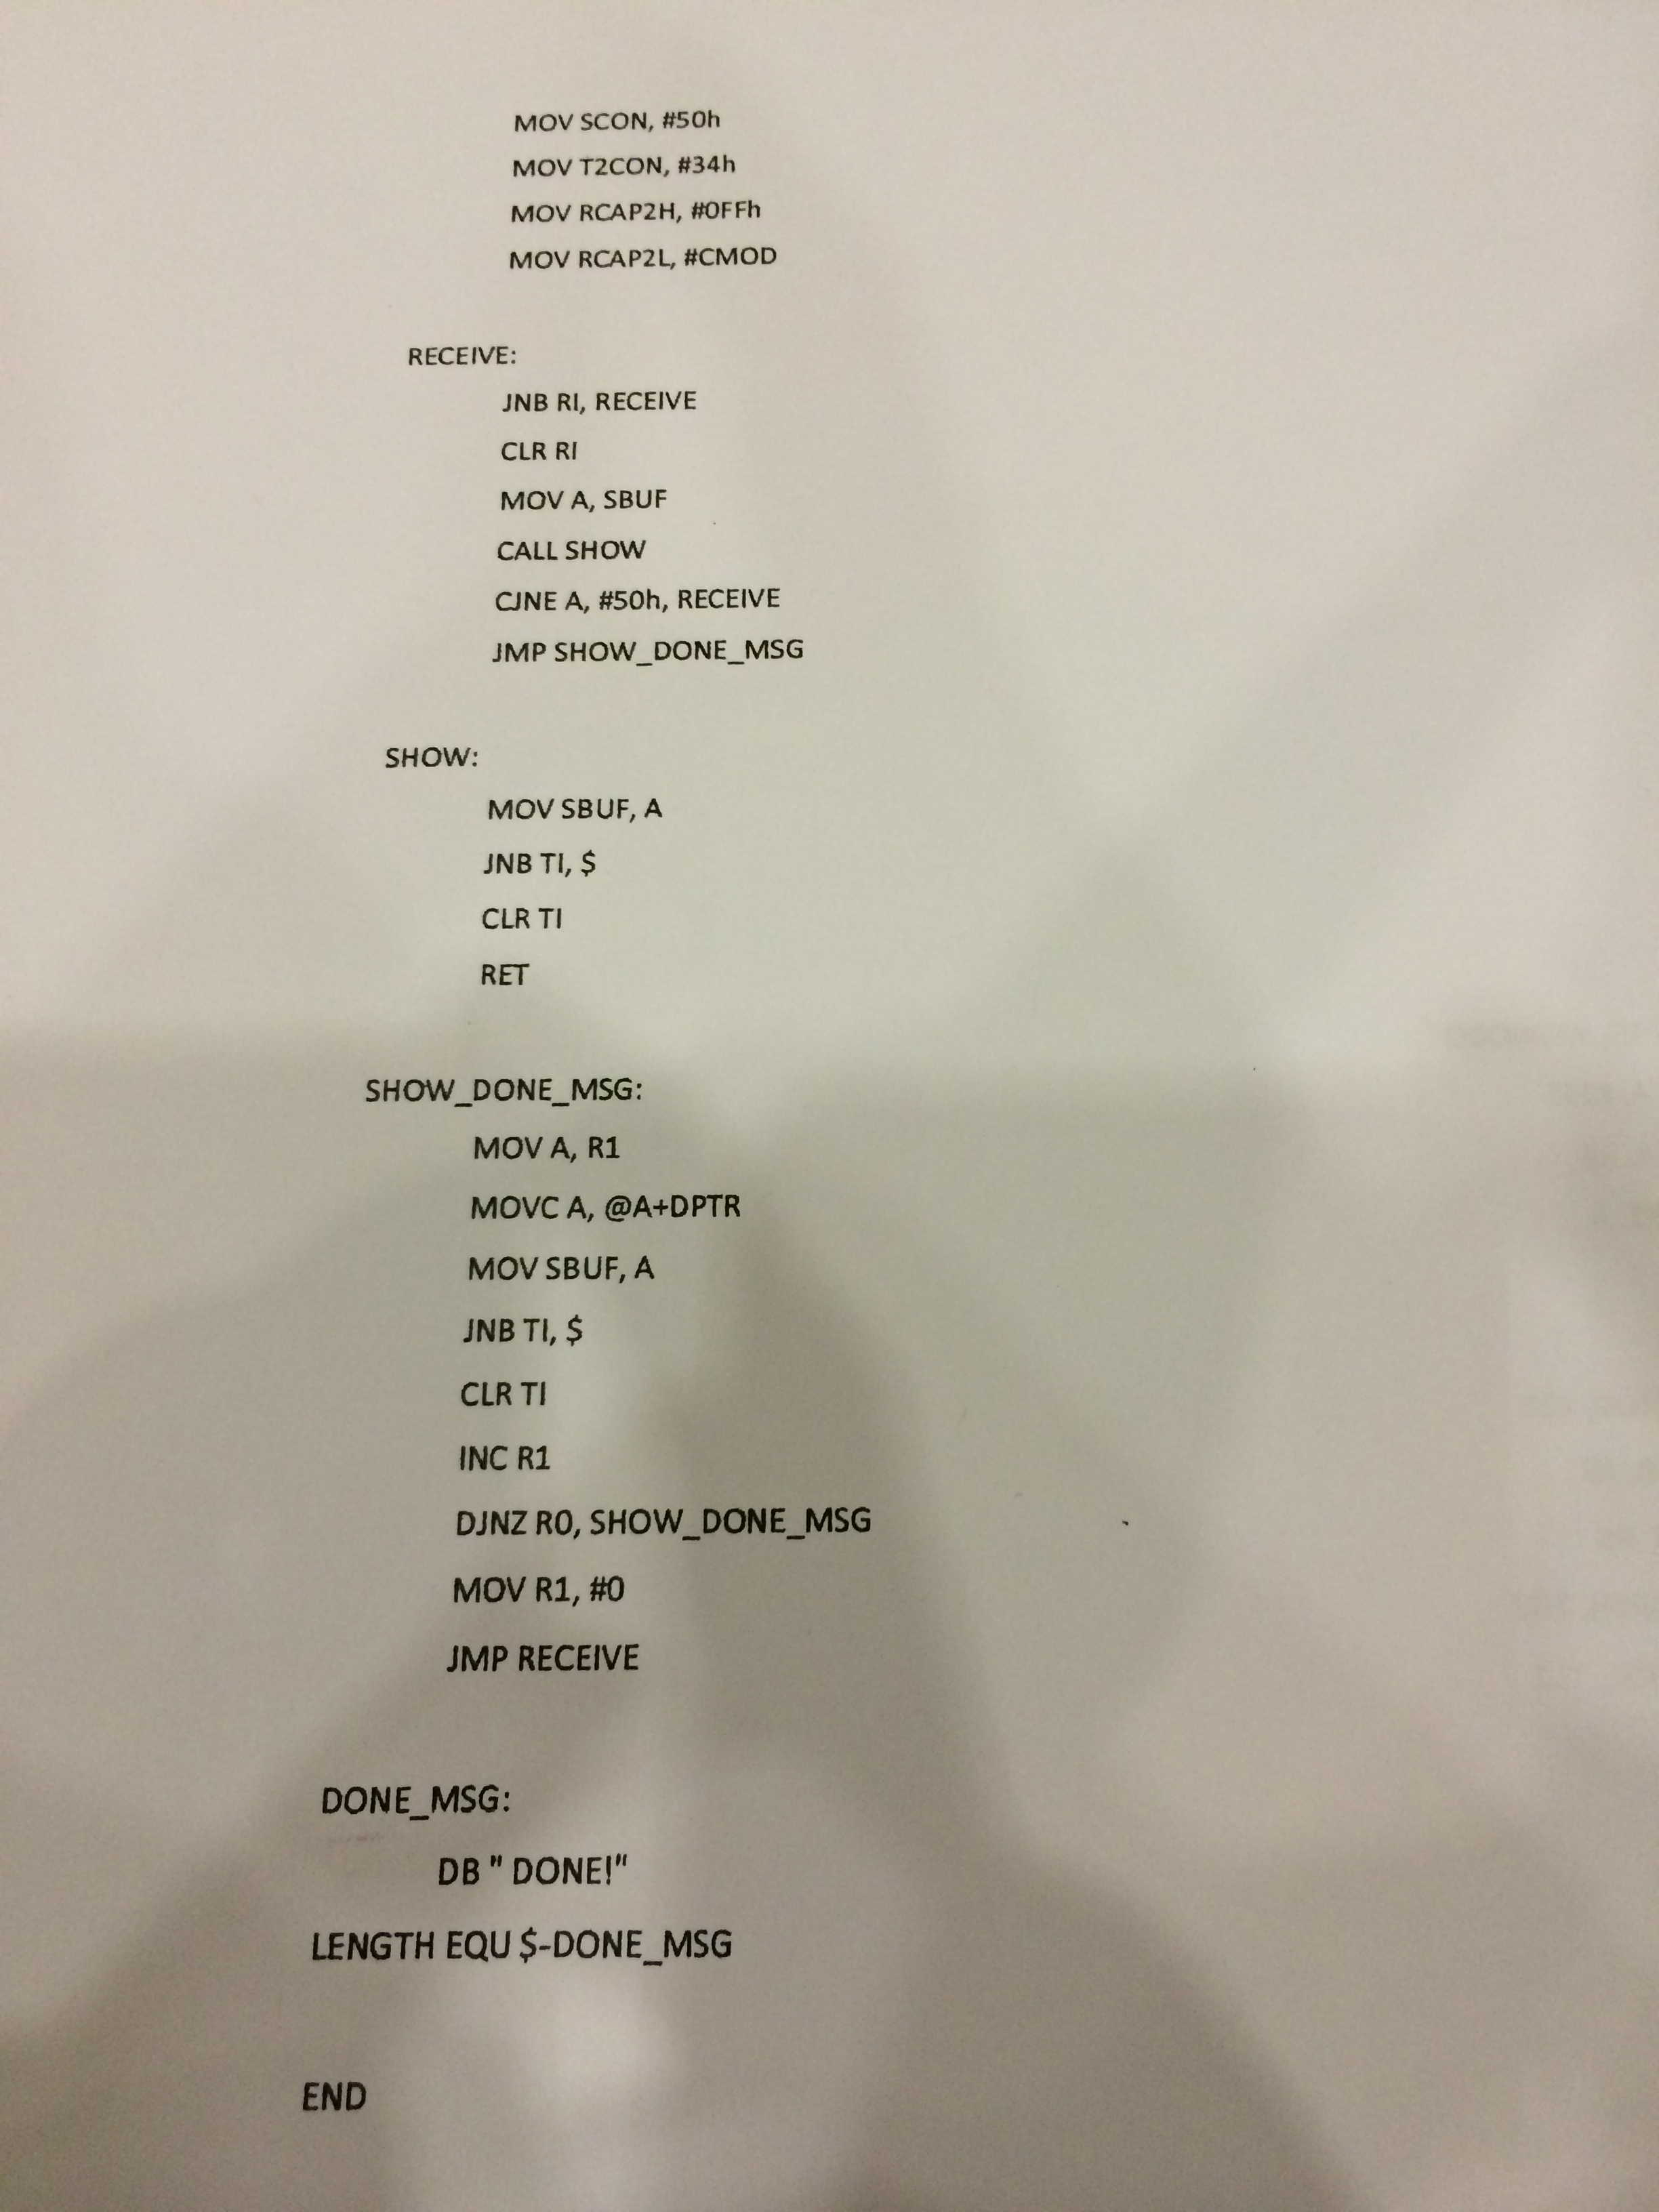 MOV SCON, #50h
MOV T2CON, #34h
MOV RCAP2H, #0FFh
MOV RCAP2L, #CMOD
RECEIVE:
JNB RI, RECEIVE
CLR RI
MOV A, SBUF
CALL SHOW
CJNE A, #50h, RECEIVE
JMP SHOW_DONE_MSG
SHOW:
MOV SBUF, A
JNB TI, $
CLR TI
RET
SHOW_DONE_MSG:
MOV A, R1
MOVC A, @A+DPTR
MOV SBUF, A
JNB TI, $
CLR TI
INC R1
DJNZ R0, SHOW_DONE_MSG
MOV R1, #0
JMP RECEIVE
DONE_MSG:
DB " DONE!"
LENGTH EQU $-DONE_MSG
END